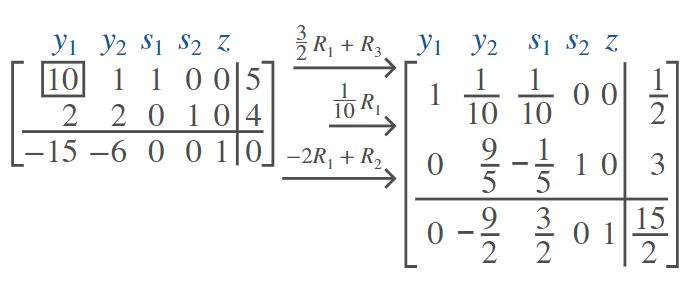 y₁ y₂ s₁ s₂ z
10 1 1 0 0 | 5
2 2 0 1 0 | 4
−15 −6 0 0 1 | 0
3/2 R₁ + R₃
1/10 R₁
−2R₁ + R₂
y₁ y₂ s₁ s₂ z
1 1/10 1/10 0 0 | 1/2
0 9/5 −1/5 1 0 | 3
0 −9/2 3/2 0 1 | 15/2